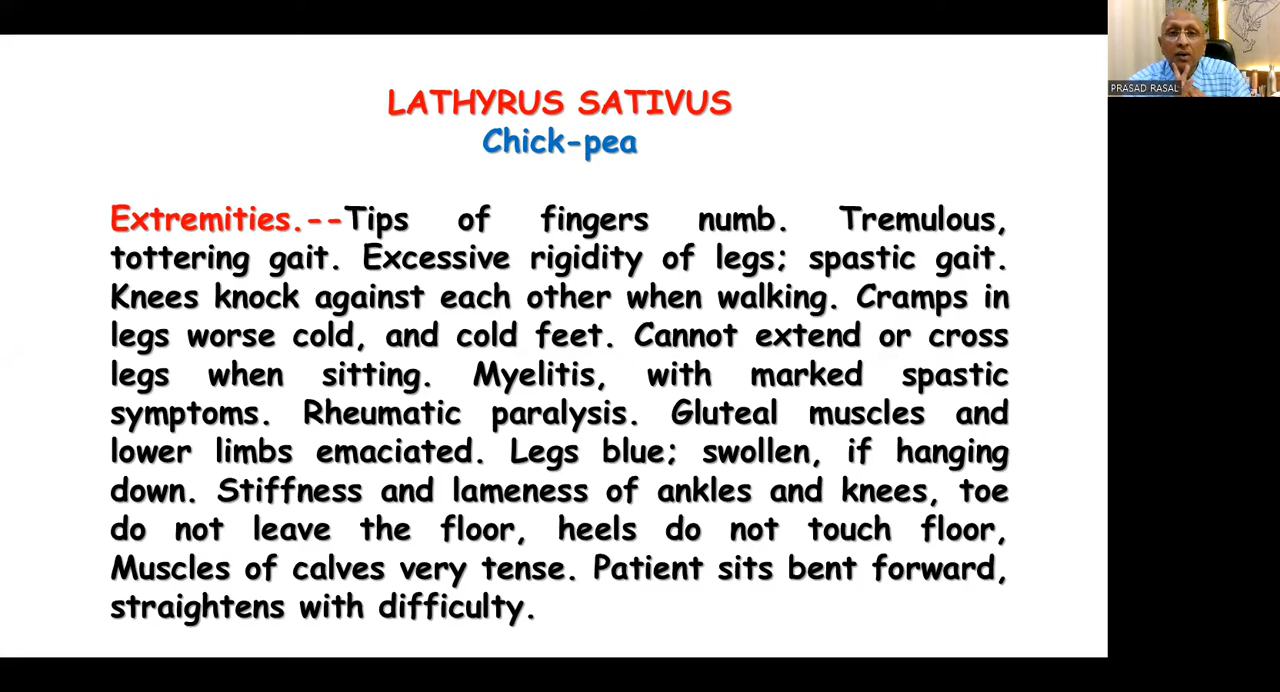 LATHYRUS SATIVUS
Chick-pea
Extremities.--Tips of fingers numb. Tremulous,
tottering gait. Excessive rigidity of legs; spastic gait.
Knees knock against each other when walking. Cramps in
legs worse cold, and cold feet. Cannot extend or cross
legs when sitting. Myelitis, with marked spastic
symptoms. Rheumatic paralysis. Gluteal muscles and
lower limbs emaciated. Legs blue; swollen, if hanging
down. Stiffness and lameness of ankles and knees, toe
do not leave the floor, heels do not touch floor,
Muscles of calves very tense. Patient sits bent forward,
straightens with difficulty.
PRASAD RASAL